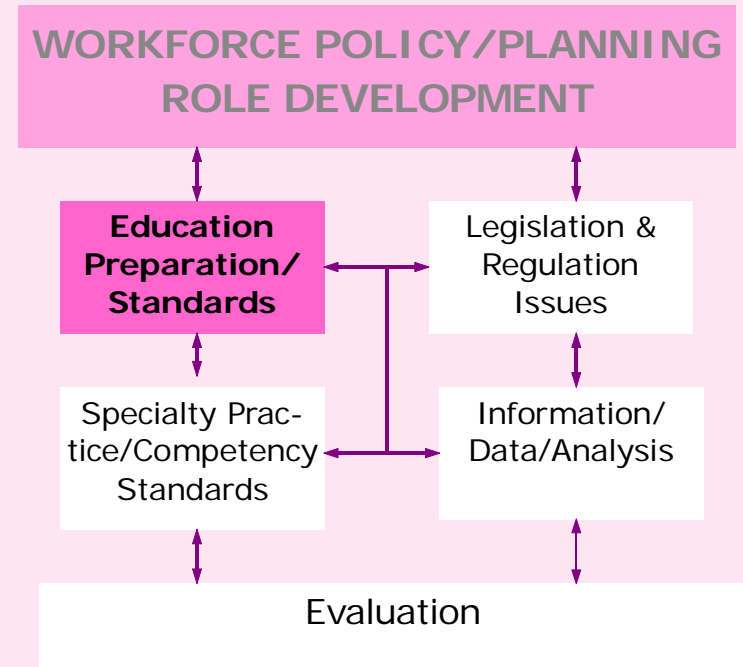 WORKFORCE POLICY/PLANNING
ROLE DEVELOPMENT
Education
Preparation/
Standards
Legislation &
Regulation
Issues
Specialty Prac-
tice/Competency
Standards
Information/
Data/Analysis
Evaluation